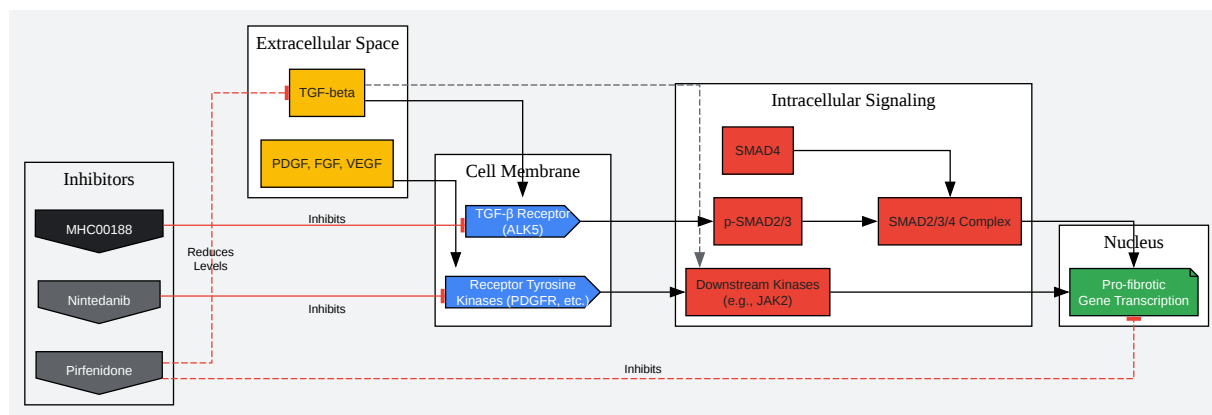 Extracellular Space
TGF-beta
PDGF, FGF, VEGF
Inhibitors
MHC00188
Nintedanib
Pirfenidone
Inhibits
Reduces
Levels
Inhibits
Inhibits
Cell Membrane
TGF-β Receptor
(ALK5)
Receptor Tyrosine
Kinases (PDGFR, etc.)
Intracellular Signaling
SMAD4
p-SMAD2/3
SMAD2/3/4 Complex
Downstream Kinases
(e.g., JAK2)
Nucleus
Pro-fibrotic
Gene Transcription